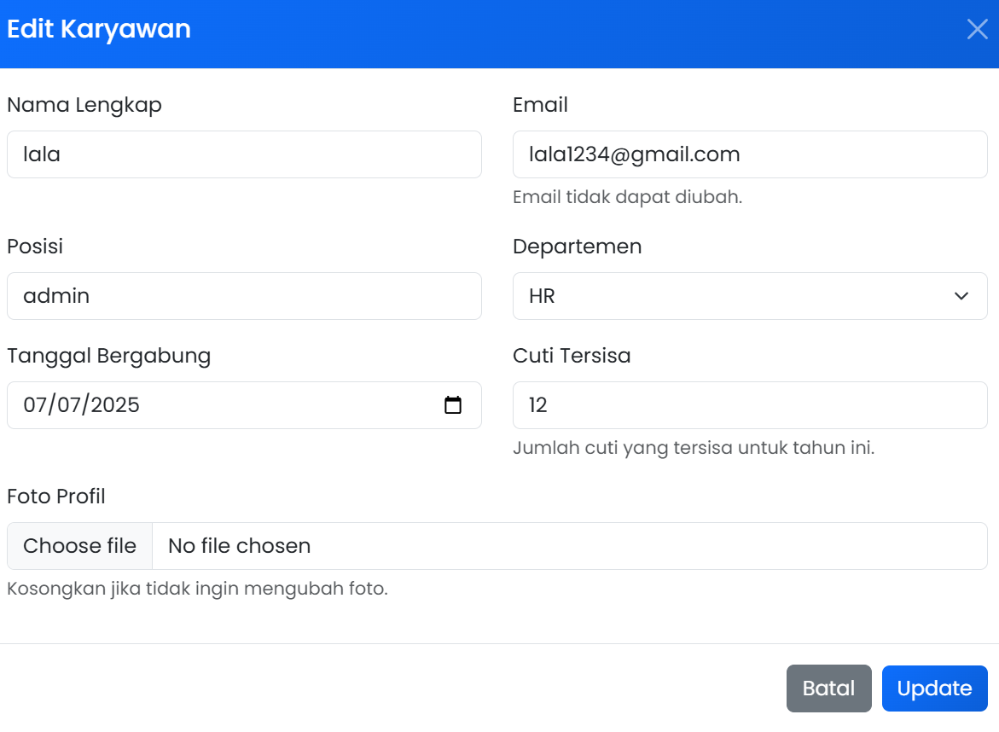 Edit Karyawan
Nama Lengkap
lala
Email
lala1234@gmail.com
Email tidak dapat diubah.
Posisi
admin
Departemen
HR
Tanggal Bergabung
07/07/2025
Cuti Tersisa
12
Jumlah cuti yang tersisa untuk tahun ini.
Foto Profil
Choose file No file chosen
Kosongkan jika tidak ingin mengubah foto.
Batal Update